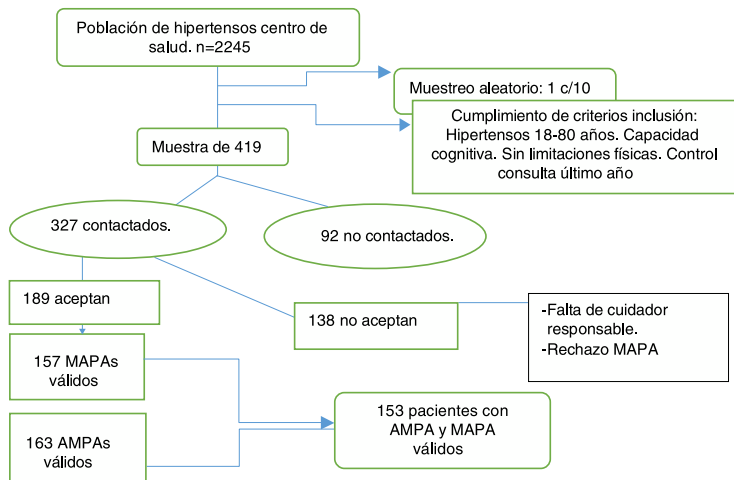 Población de hipertensos centro de
salud. n=2245
Muestreo aleatorio: 1 c/10
Cumplimiento de criterios inclusión:
Hipertensos 18-80 años. Capacidad
cognitiva. Sin limitaciones físicas. Control
consulta último año
Muestra de 419
327 contactados.
92 no contactados.
189 aceptan
138 no aceptan
-Falta de cuidador
responsable.
-Rechazo MAPA
157 MAPAs
válidos
153 pacientes con
AMPA y MAPA
válidos
163 AMPAs
válidos